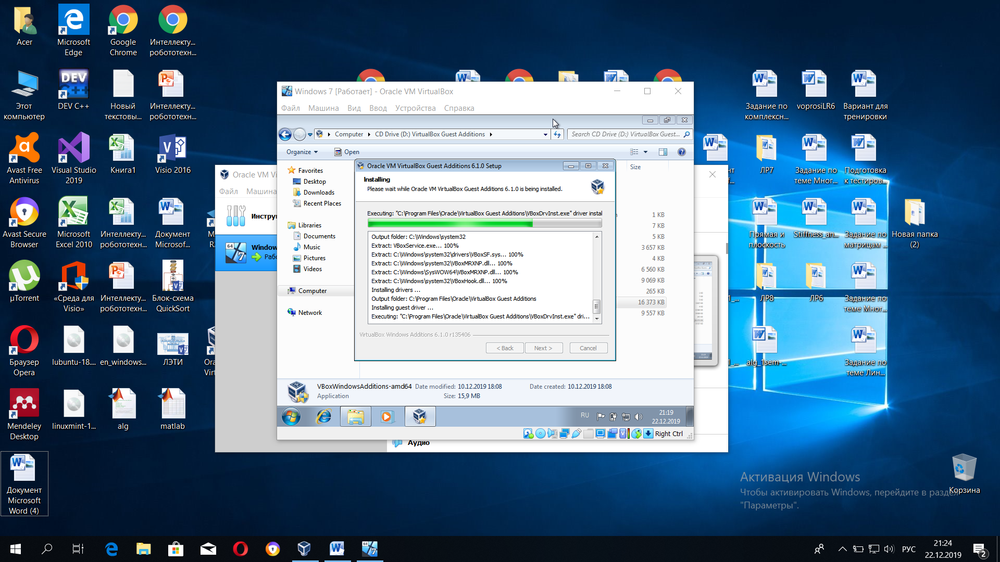 Acer
Microsoft
Edge
Google
Chrome
Интеллекту...
робототехн...
Этот
компьютер
DEV
C++
DEV C++
Новый
текстовы...
Интеллекту...
робототехн...
Avast Free
Antivirus
Visual Studio
2019
Книга1
Visio 2016
Avast Secure
Browser
Microsoft
Excel 2010
Интеллекту...
робототехн...
Документ
Microsof...
µTorrent
«Среда для
Visio»
Интеллекту...
робототехн...
Блок-схема
QuickSort
Браузер
Opera
lubuntu-18....
en_windows...
ЛЭТИ
Mendeley
Desktop
linuxmint-1...
alg
matlab
Документ
Microsoft
Word (4)
Oracle VM Vi
Файл Машина
Инстру
Window
64
7
Рабо
Аудио
Windows 7 [Работает] - Oracle VM VirtualBox
Файл Машина Вид Ввод Устройства Справка
Computer CD Drive (D:) VirtualBox Guest Additions
Search CD Drive (D:) VirtualBox Guest...
Organize Open
Favorites
Desktop
Downloads
Recent Places
Libraries
Documents
Music
Pictures
Videos
Computer
Network
Size
1 KB
7 KB
5 KB
3 657 KB
4 KB
6 560 KB
9 069 KB
265 KB
16 373 KB
9 557 KB
Oracle VM VirtualBox Guest Additions 6.1.0 Setup
Installing
Please wait while Oracle VM VirtualBox Guest Additions 6.1.0 is being installed.
Executing: "C:\Program Files\Oracle\VirtualBox Guest Additions\VBoxDrvInst.exe" driver instal
Output folder: C:\Windows\system32
Extract: VBoxService.exe... 100%
Extract: C:\Windows\system32\drivers\VBoxSF.sys... 100%
Extract: C:\Windows\system32\VBoxMRXNP.dll... 100%
Extract: C:\Windows\SysWOW64\VBoxMRXNP.dll... 100%
Extract: C:\Windows\system32\VBoxHook.dll... 100%
Installing drivers ...
Output folder: C:\Program Files\Oracle\VirtualBox Guest Additions
Installing guest driver ...
Executing: "C:\Program Files\Oracle\VirtualBox Guest Additions\VBoxDrvInst.exe" dri...
VirtualBox Windows Additions 6.1.0 r135406
< Back Next > Cancel
VBoxWindowsAdditions-amd64 Date modified: 10.12.2019 18:08 Date created: 10.12.2019 18:08
Application Size: 15,9 MB
RU
21:19
22.12.2019
Right Ctrl
Задание по
комплексн...
voprosiLR6
Вариант для
тренировки
ЛР7
Задание по
теме Мног...
Подготовка
к тестиров...
Прямая и
плоскость
Stiffness_an...
Задание по
матрицам ...
Новая папка
(2)
ЛР8
ЛР6
Задание по
теме Мног...
alg_1sem-...
Задание по
теме Лин...
Активация Windows
Чтобы активировать Windows, перейдите в раздел
"Параметры".
Корзина
РУС
21:24
22.12.2019
2